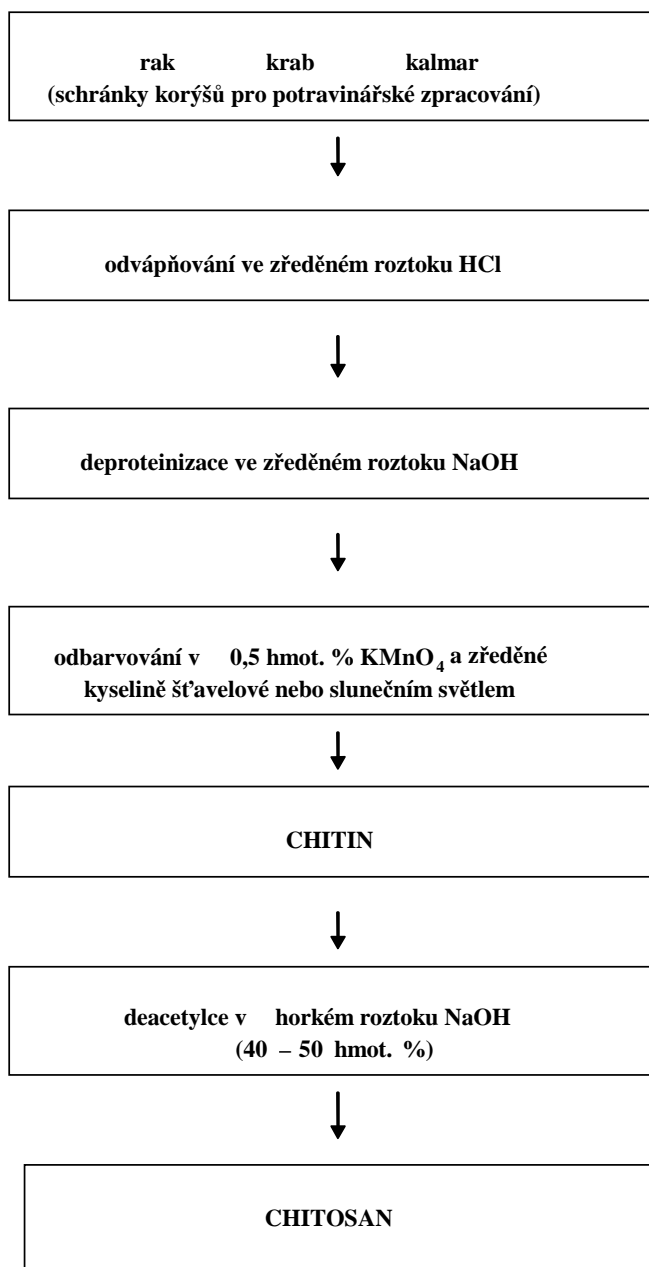 rak krab kalmar
(schránky korýšů pro potravinářské zpracování)
odvápňování ve zředěném roztoku HCl
deproteinizace ve zředěném roztoku NaOH
odbarvování v 0,5 hmot. % KMnO4 a zředěné
kyselině šťavelové nebo slunečním světlem
CHITIN
deacetylce v horkém roztoku NaOH
(40 – 50 hmot. %)
CHITOSAN